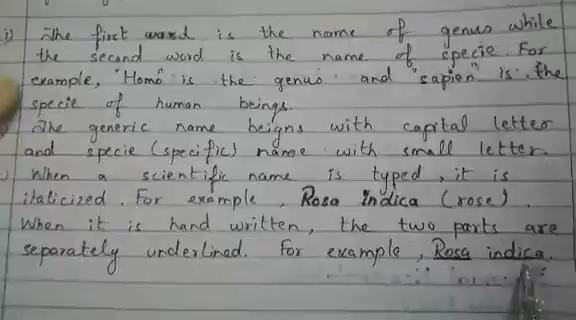 i) The first word is the name of genus while
the second word is the name of specie. For
example, "Homo" is the genus and "sapien" is the
specie of human beings.
The generic name beigns with capital letter
and specie (specific) name with small letter.
When a scientific name is typed, it is
italicized. For example, Rosa Indica (rose).
When it is hand written, the two parts are
separately underlined. For example, Rosa indica.